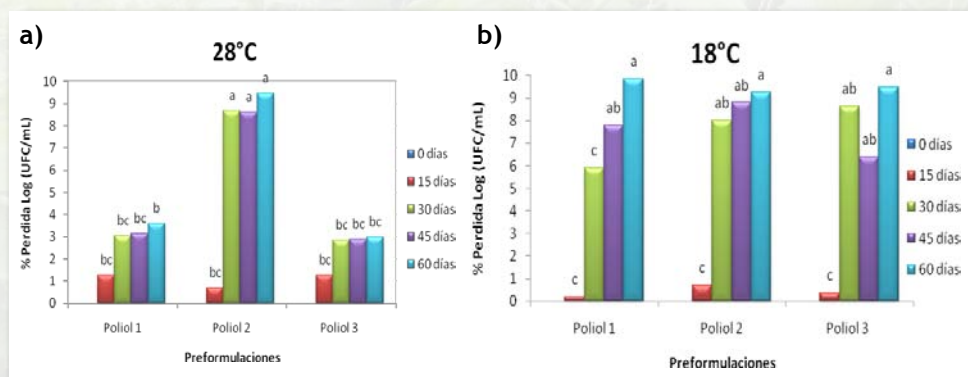 a)
28°C
% Perdida Log (UFC/mL)
10
9
8
7
6
5
4
3
2
1
0
bc bc bc b
bc a a a
bc bc bc bc
Poliol 1 Poliol 2 Poliol 3
Preformulaciones
0 días
15 días
30 días
45 días
60 días
b)
18°C
% Perdida Log (UFC/mL)
10
9
8
7
6
5
4
3
2
1
0
c c ab a
c ab ab a
c ab ab a
Poliol 1 Poliol 2 Poliol 3
Preformulaciones
0 días
15 días
30 días
45 días
60 días